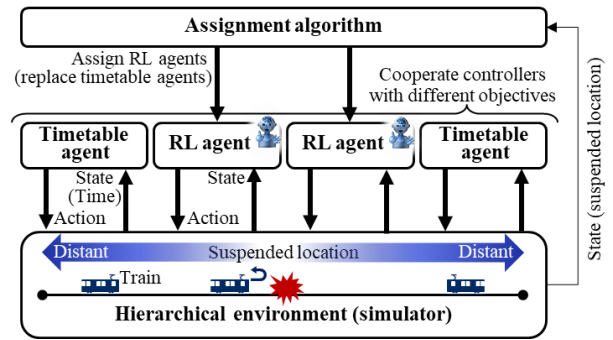 Assignment algorithm
Assign RL agents
(replace timetable agents)
Cooperate controllers
with different objectives
Timetable
agent
RL agent
RL agent
Timetable
agent
State
(Time)
Action
State
Action
State (suspended location)
Distant
Suspended location
Distant
Train
Hierarchical environment (simulator)